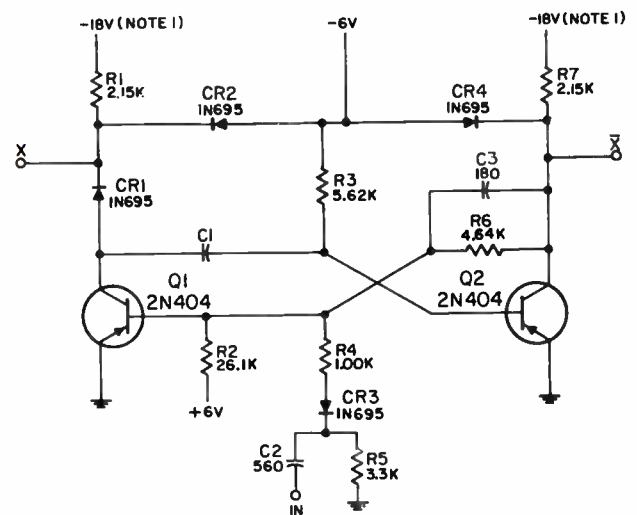 -18V (NOTE 1)
-6V
-18V (NOTE 1)
R1
2.15K
CR2
1N695
CR4
1N695
R7
2.15K
X
X̅
CR1
1N695
R3
5.62K
C3
180
C1
R6
4.64K
Q1
2N404
Q2
2N404
R2
26.1K
+6V
R4
1.00K
CR3
1N695
C2
560
R5
3.3K
IN